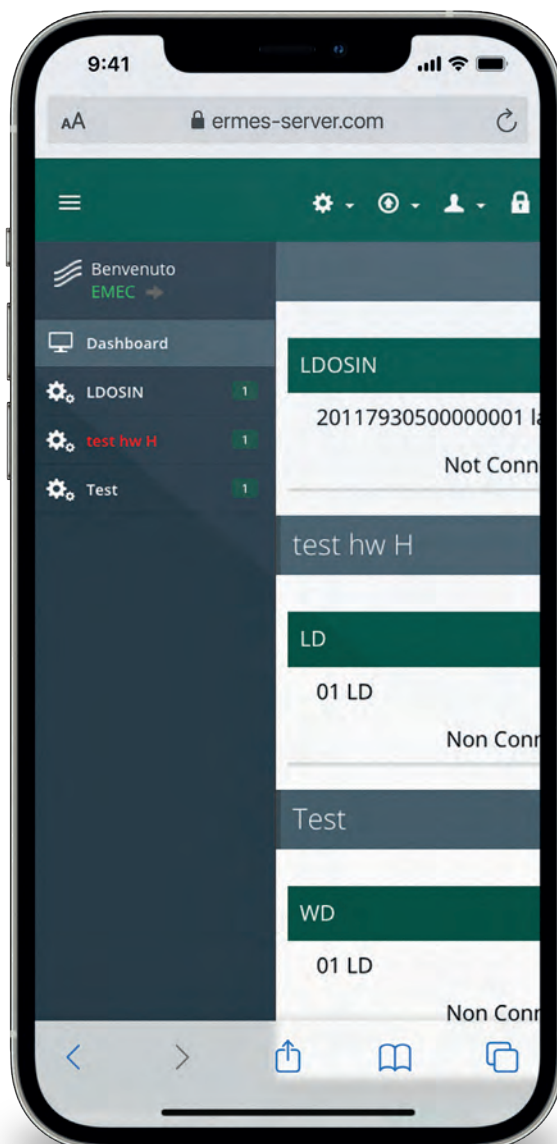 9:41
AA ermes-server.com
Benvenuto
EMEC
Dashboard
LDOSIN 1
test hw H 1
Test 1
LDOSIN
20117930500000001 la
Not Conn
test hw H
LD
01 LD
Non Conn
Test
WD
01 LD
Non Conn